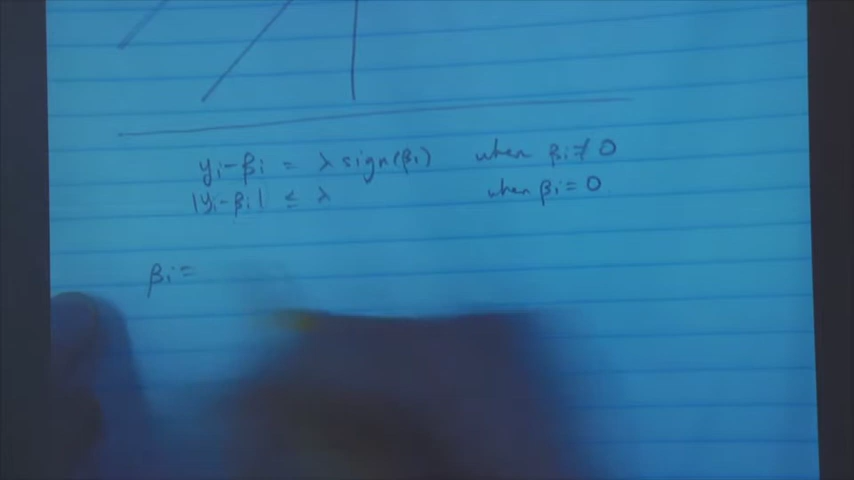 yᵢ-βᵢ = λ sign(βᵢ) when βᵢ ≠ 0
|yᵢ-βᵢ| ≤ λ when βᵢ = 0
βᵢ =